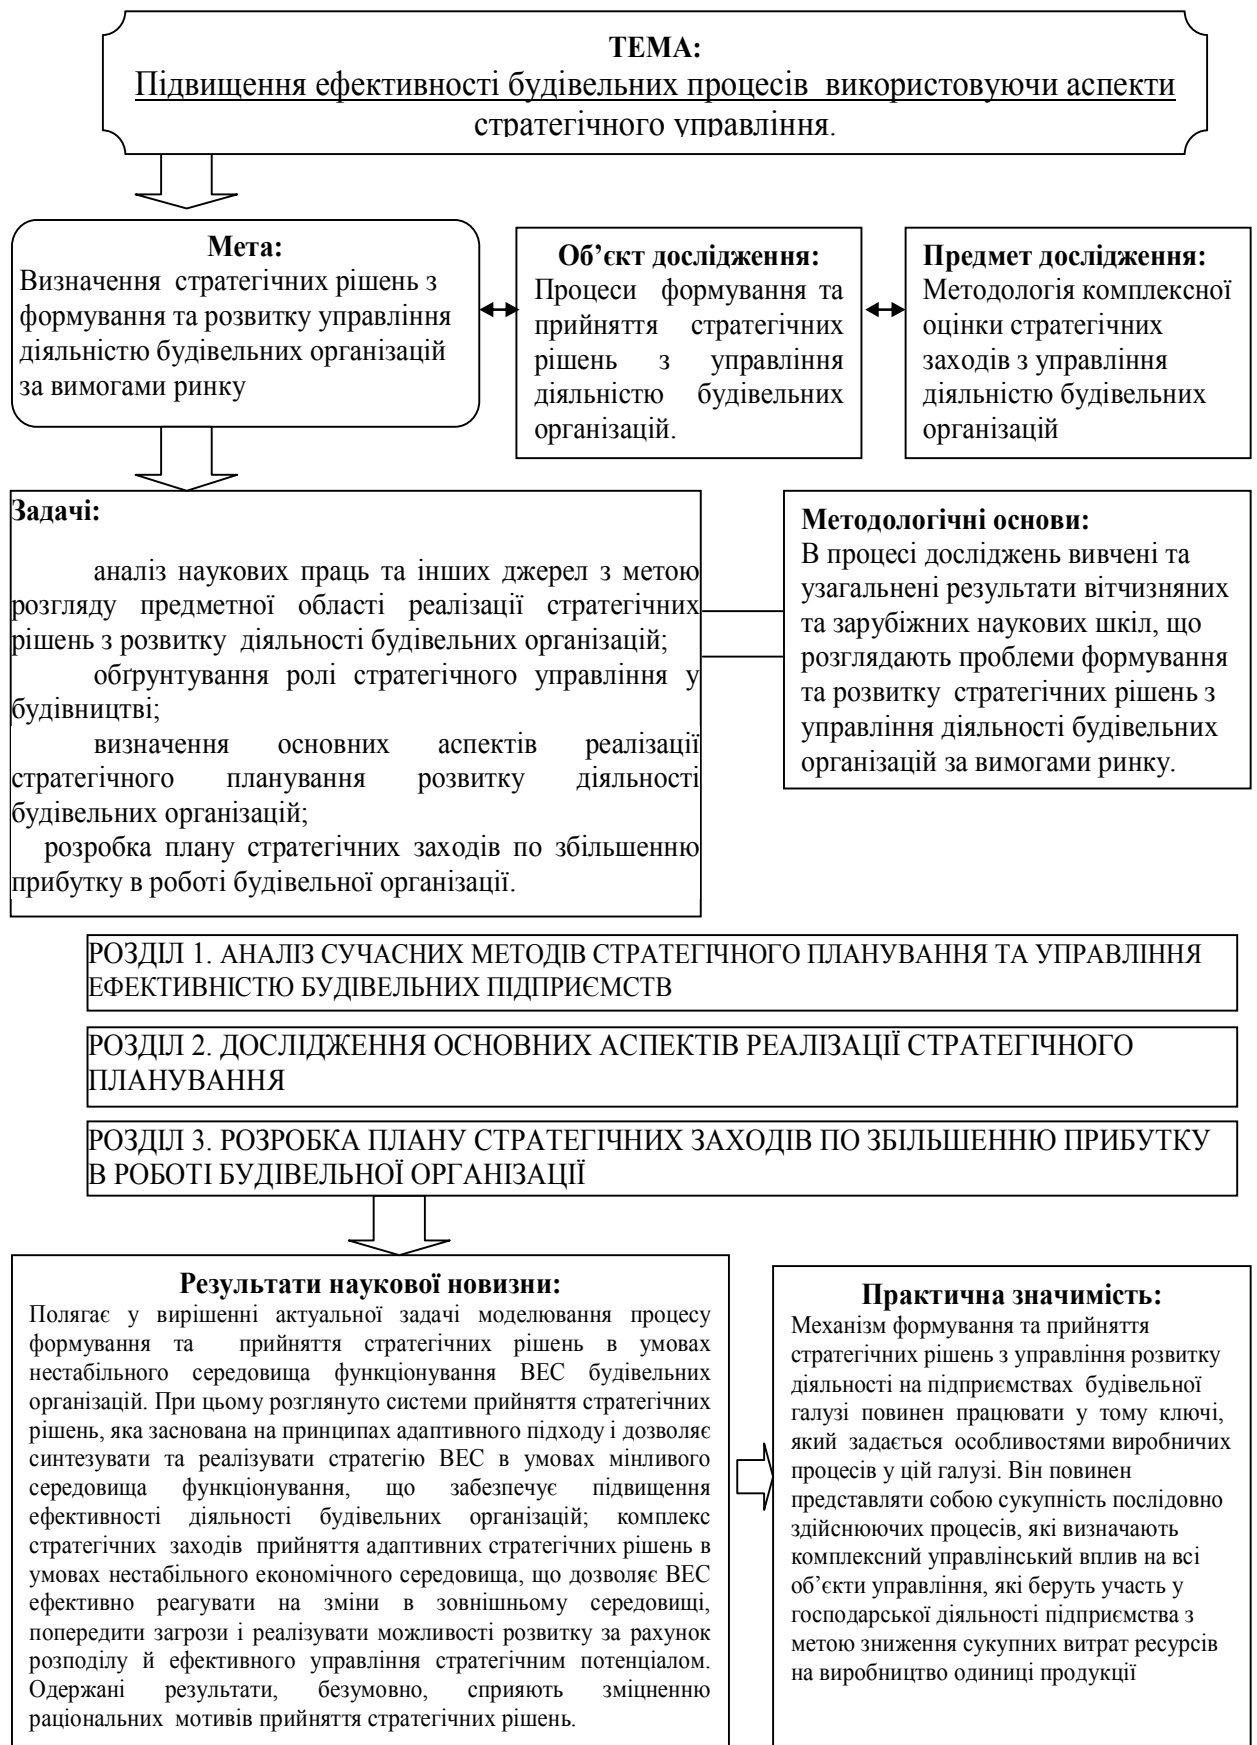 ТЕМА:
Підвищення ефективності будівельних процесів використовуючи аспекти
стратегічного управління.
Мета:
Визначення стратегічних рішень з
формування та розвитку управління
діяльністю будівельних організацій
за вимогами ринку
Об’єкт дослідження:
Процеси формування та
прийняття стратегічних
рішень з управління
діяльністю будівельних
організацій.
Предмет дослідження:
Методологія комплексної
оцінки стратегічних
заходів з управління
діяльністю будівельних
організацій
Задачі:
аналіз наукових праць та інших джерел з метою
розгляду предметної області реалізації стратегічних
рішень з розвитку діяльності будівельних організацій;
обґрунтування ролі стратегічного управління у
будівництві;
визначення основних аспектів реалізації
стратегічного планування розвитку діяльності
будівельних організацій;
розробка плану стратегічних заходів по збільшенню
прибутку в роботі будівельної організації.
Методологічні основи:
В процесі досліджень вивчені та
узагальнені результати вітчизняних
та зарубіжних наукових шкіл, що
розглядають проблеми формування
та розвитку стратегічних рішень з
управління діяльності будівельних
організацій за вимогами ринку.
РОЗДІЛ 1. АНАЛІЗ СУЧАСНИХ МЕТОДІВ СТРАТЕГІЧНОГО ПЛАНУВАННЯ ТА УПРАВЛІННЯ
ЕФЕКТИВНІСТЮ БУДІВЕЛЬНИХ ПІДПРИЄМСТВ
РОЗДІЛ 2. ДОСЛІДЖЕННЯ ОСНОВНИХ АСПЕКТІВ РЕАЛІЗАЦІЇ СТРАТЕГІЧНОГО
ПЛАНУВАННЯ
РОЗДІЛ 3. РОЗРОБКА ПЛАНУ СТРАТЕГІЧНИХ ЗАХОДІВ ПО ЗБІЛЬШЕННЮ ПРИБУТКУ
В РОБОТІ БУДІВЕЛЬНОЇ ОРГАНІЗАЦІЇ
Результати наукової новизни:
Полягає у вирішенні актуальної задачі моделювання процесу
формування та прийняття стратегічних рішень в умовах
нестабільного середовища функціонування ВЕС будівельних
організацій. При цьому розглянуто системи прийняття стратегічних
рішень, яка заснована на принципах адаптивного підходу і дозволяє
синтезувати та реалізувати стратегію ВЕС в умовах мінливого
середовища функціонування, що забезпечує підвищення
ефективності діяльності будівельних організацій; комплекс
стратегічних заходів прийняття адаптивних стратегічних рішень в
умовах нестабільного економічного середовища, що дозволяє ВЕС
ефективно реагувати на зміни в зовнішньому середовищі,
попередити загрози і реалізувати можливості розвитку за рахунок
розподілу й ефективного управління стратегічним потенціалом.
Одержані результати, безумовно, сприяють зміцненню
раціональних мотивів прийняття стратегічних рішень.
Практична значимість:
Механізм формування та прийняття
стратегічних рішень з управління розвитку
діяльності на підприємствах будівельної
галузі повинен працювати у тому ключі,
який задається особливостями виробничих
процесів у цій галузі. Він повинен
представляти собою сукупність послідовно
здійснюючих процесів, які визначають
комплексний управлінський вплив на всі
об’єкти управління, які беруть участь у
господарської діяльності підприємства з
метою зниження сукупних витрат ресурсів
на виробництво одиниці продукції